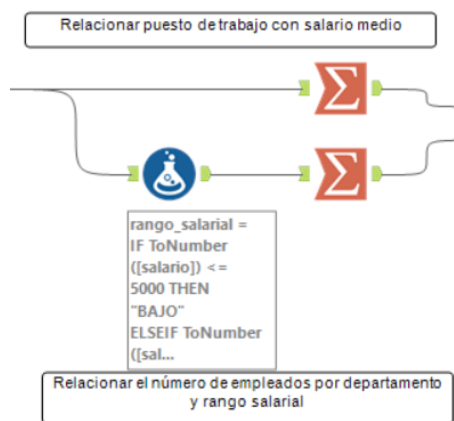 Relacionar puesto de trabajo con salario medio
rango_salarial =
IF ToNumber
([salario]) <=
5000 THEN
"BAJO"
ELSEIF ToNumber
([sal...
Relacionar el número de empleados por departamento
y rango salarial